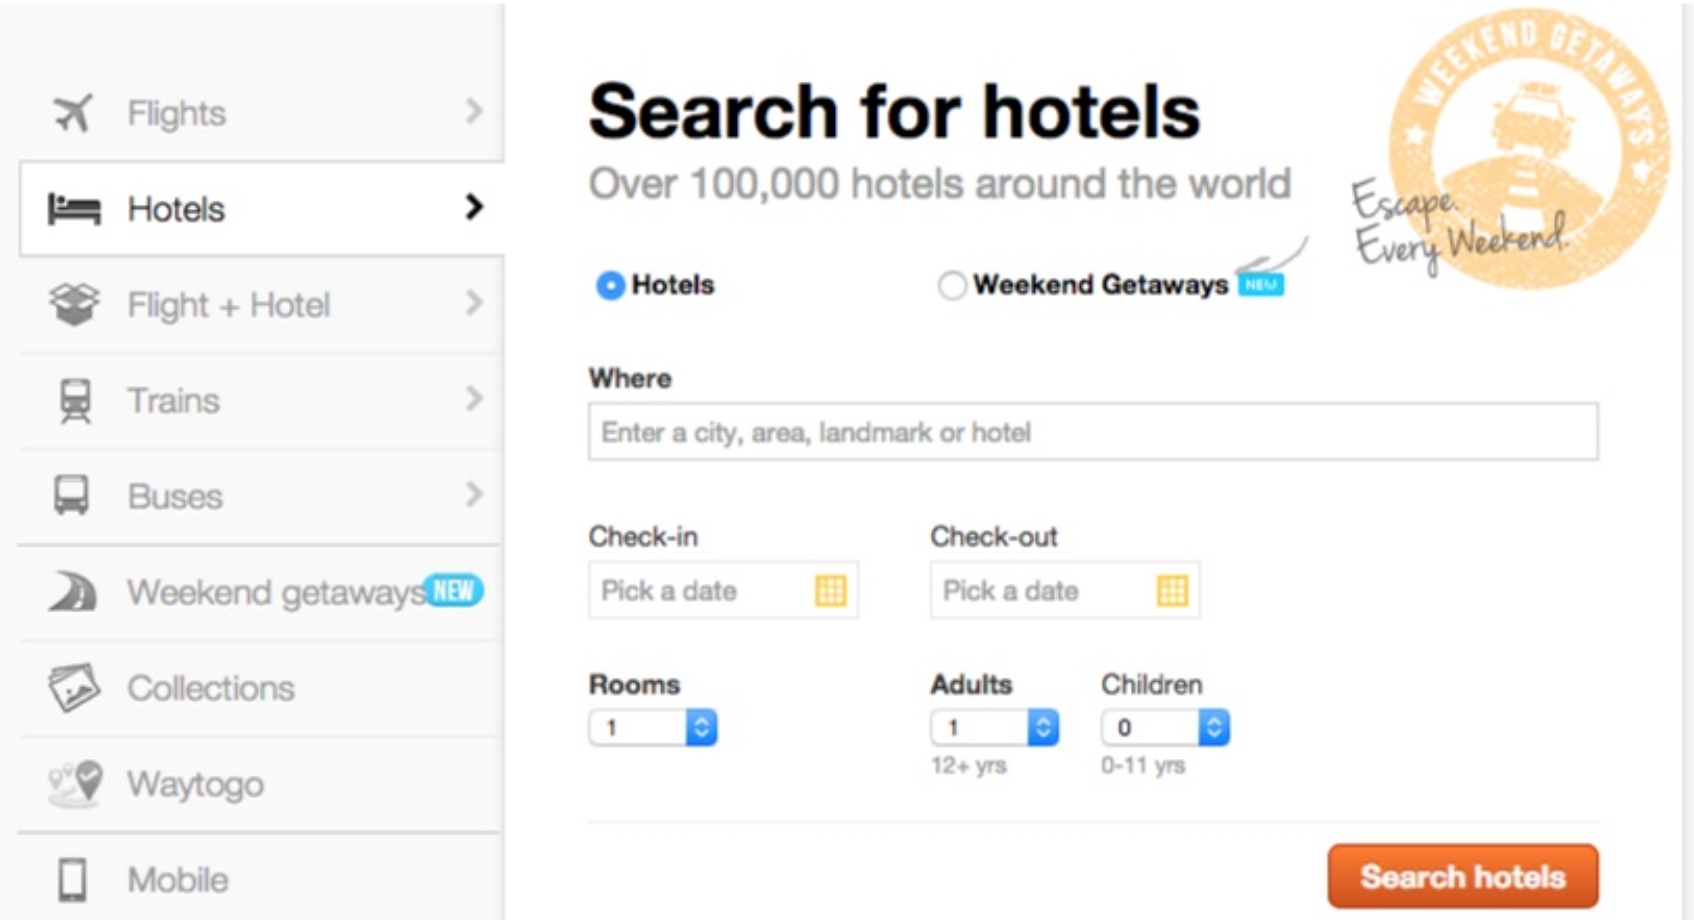 Flights
Hotels
Flight + Hotel
Trains
Buses
Weekend getaways NEW
Collections
Waytogo
Mobile
Search for hotels
Over 100,000 hotels around the world
WEEKEND GETAWAYS
Escape.
Every Weekend.
Hotels
Weekend Getaways NEW
Where
Enter a city, area, landmark or hotel
Check-in Check-out
Pick a date Pick a date
Rooms Adults Children
1 1 0
12+ yrs 0-11 yrs
Search hotels